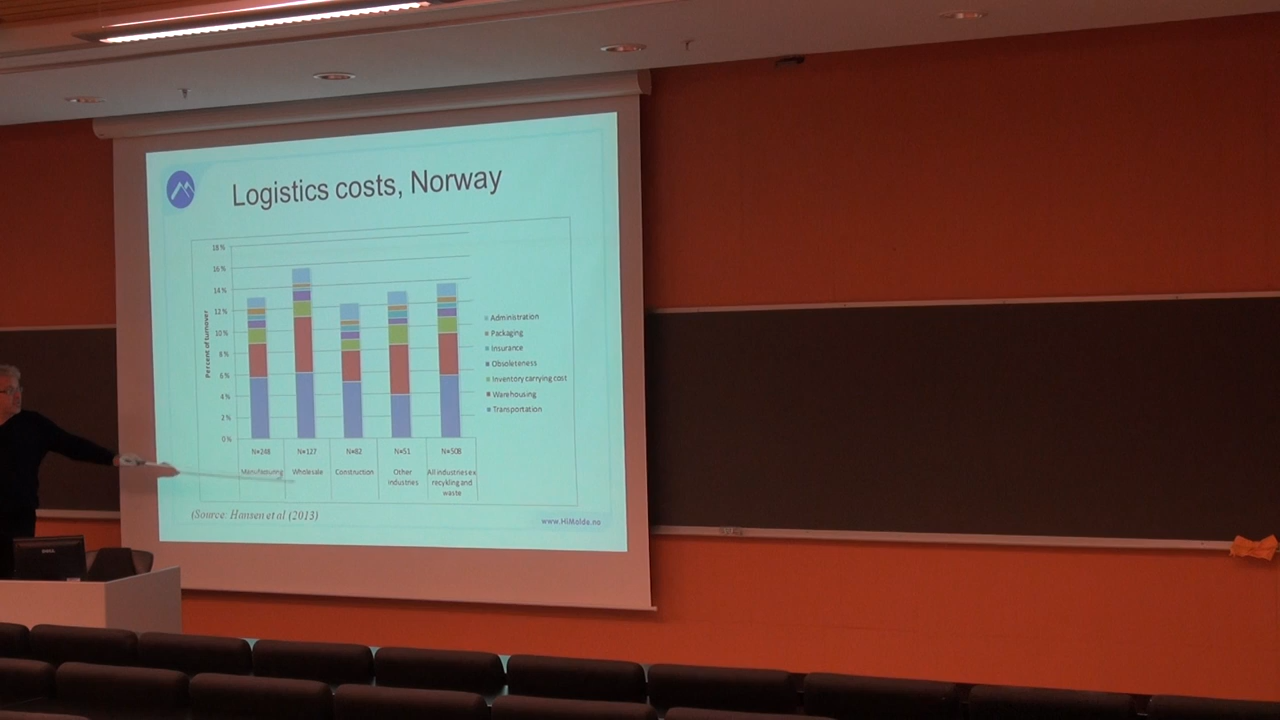 Logistics costs, Norway
18%
16%
14%
12%
10%
8%
6%
4%
2%
0%
Percent of turnover
N=248 N=127 N=82 N=51 N=508
Manufacturing Wholesale Construction Other industries All industries ex recykling and waste
Administration
Packaging
Insurance
Obsoleteness
Inventory carrying cost
Warehousing
Transportation
(Source: Hansen et al (2013)
www.HiMolde.no
DELL